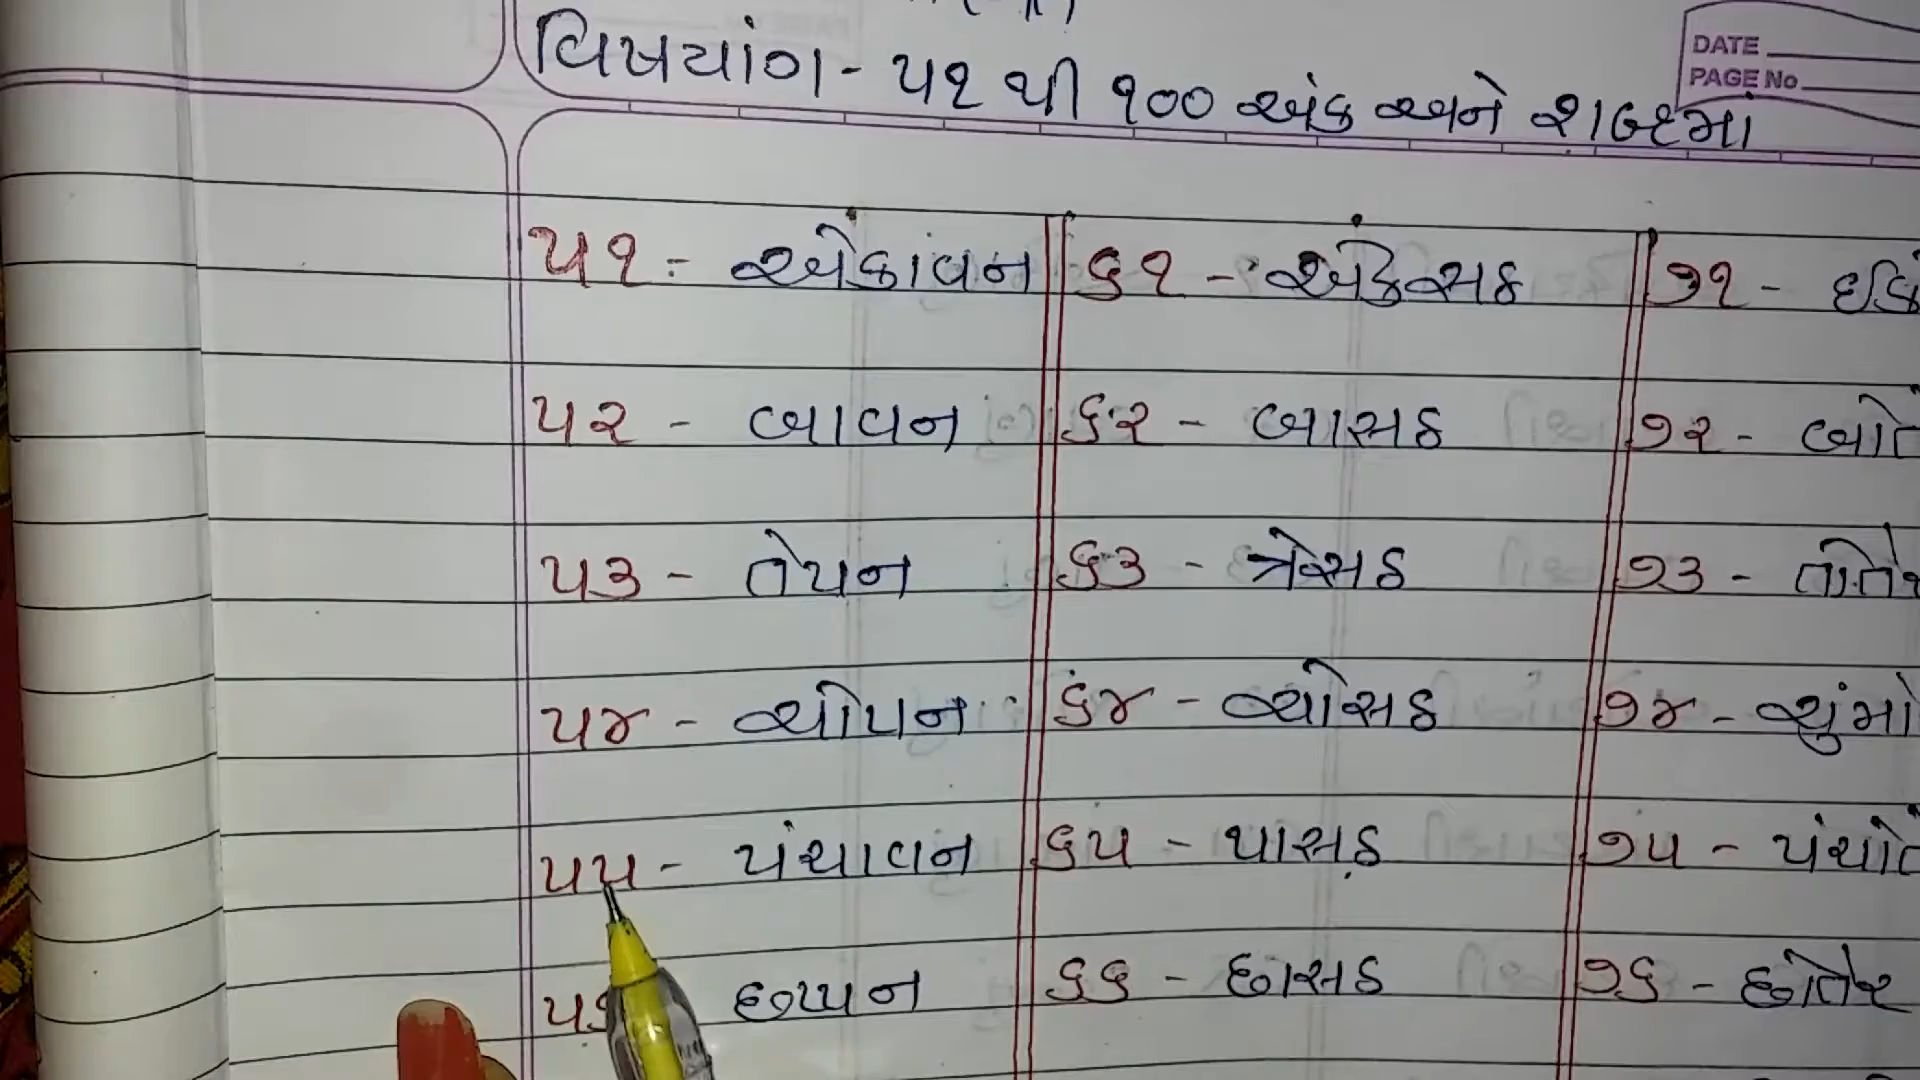 વિષયાંગ - ૫૧ થી ૧૦૦ અંક અને શબ્દમાં
DATE
PAGE No.
૫૧ - એકાવન ૬૧ - એકસઠ ૭૧ -
૫૨ - બાવન ૬૨ - બાસઠ ૭૨ -
૫૩ - તેપન ૬૩ - ત્રેસઠ ૭૩ -
૫૪ - ચોપન ૬૪ - ચોસઠ ૭૪ -
૫૫ - પંચાવન ૬૫ - પાસઠ ૭૫ -
છપ્પન ૬૬ - છાસઠ ૭૬ - છોતેર